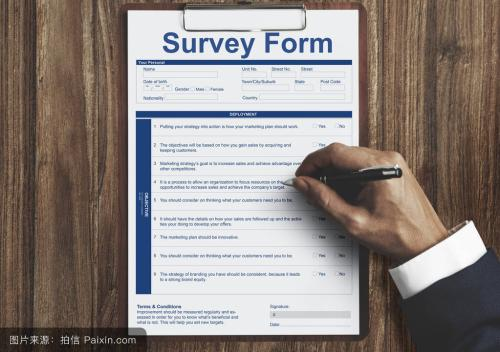 Survey Form
Your Personal
Name
Unit No. Street No. Street
Date of birth
Gender Males Female
Town/City/Suburb State Post Code
Nationality
Country
DEPLOYMENT
OBJECTIVE
1 Putting your strategy into action is how your marketing plan should work. Yes No
2 The objectives will be based on how you gain sales by acquiring and Yes No
keeping customers.
3 Marketing strategy's goal is to increase sales and achieve advantage over Yes No
other competitors.
4 It is a process to allow an organization to focus resources on the
opportunities to increase sales and achieve the company's target.
5 You should consider on thinking what your customers need you to be.
6 It should have the details on how your sales are followed up and the activi
ties your doing to develop your offers.
7 The marketing plan should be innovative. Yes No
8 You should consider on thinking what your customers need you to be. Yes No
9 The strategy of branding you have should be consistent, because it leads Yes No
to a strong brand equity.
Terms & Conditions
Improvement should be measured regularly and as-
sessed in order for you to know what's beneficial and
what is not. This will help you set new targets.
Signature:
X
Date:
图片来源：拍信 Paixin.com